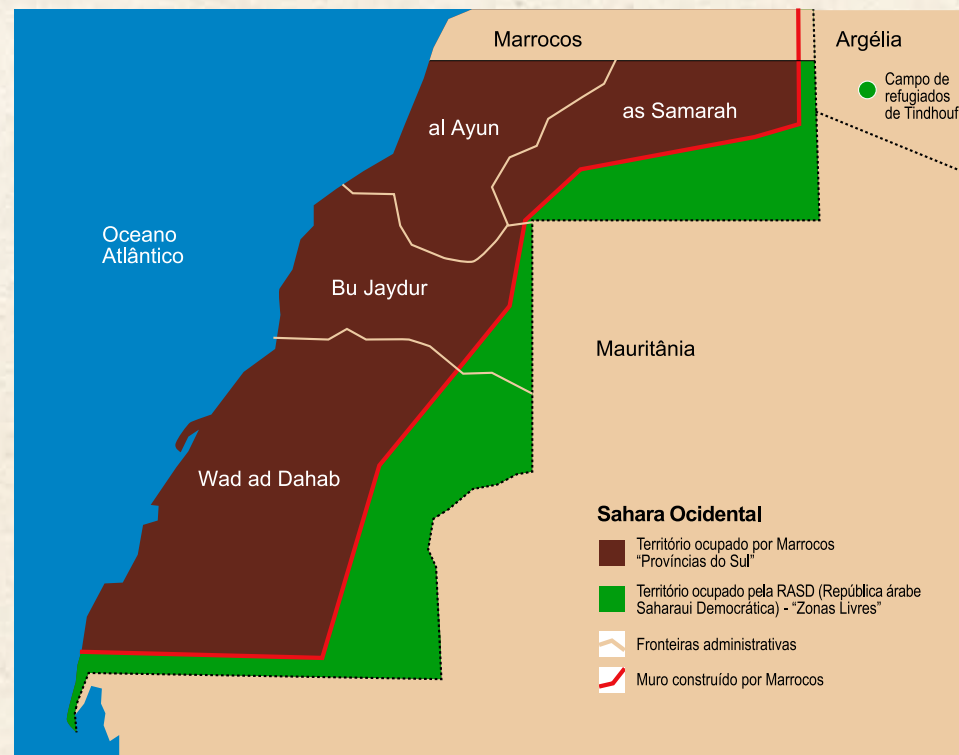 Marrocos
Argélia
Campo de
refugiados
de Tindhouf
al Ayun
as Samarah
Oceano
Atlântico
Bu Jaydur
Mauritânia
Wad ad Dahab
Sahara Ocidental
Território ocupado por Marrocos
“Províncias do Sul”
Território ocupado pela RASD (República árabe
Saharaui Democrática) - “Zonas Livres”
Fronteiras administrativas
Muro construído por Marrocos